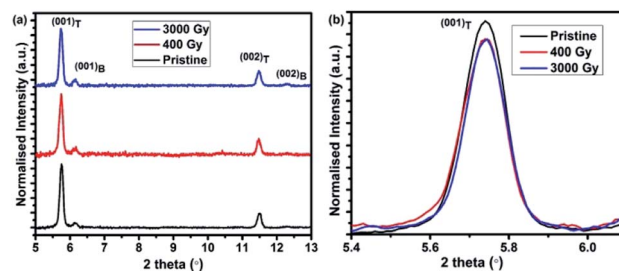 (a)
(001)T
(001)B
(002)T
(002)B
3000 Gy
400 Gy
Pristine
Normalised Intensity (a.u.)
5 6 7 8 9 10 11 12 13
2 theta (°)
(b)
(001)T
Pristine
400 Gy
3000 Gy
Normalised Intensity (a.u.)
5.4 5.6 5.8 6.0
2 theta (°)